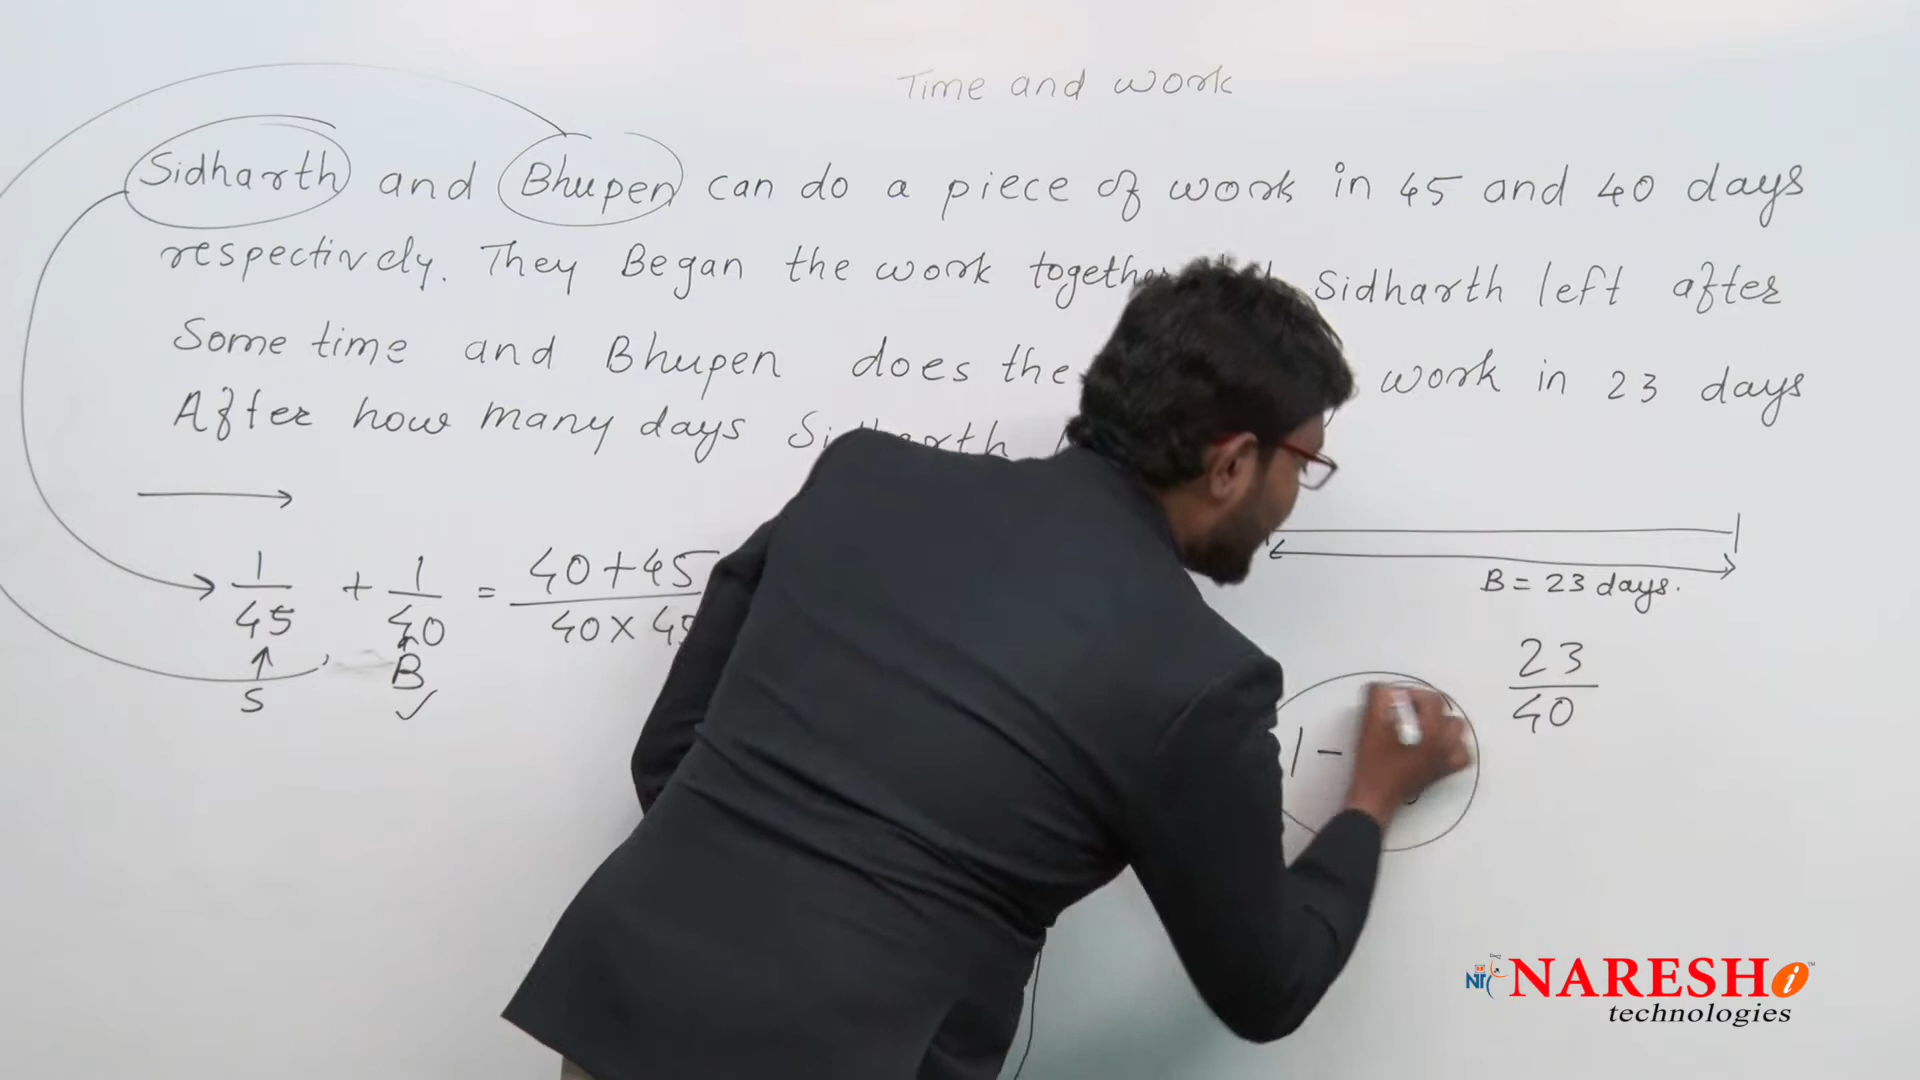 Time and work
Sidharth and Bhupen can do a piece of work in 45 and 40 days
respectively. They Began the work Sidharth left after
Some time and Bhupen does the work in 23 days
After how many days
1/45 + 1/40 = 40+45
40 x
S
B
B = 23 days.
23/40
1 -
NT
NARESH i
technologies